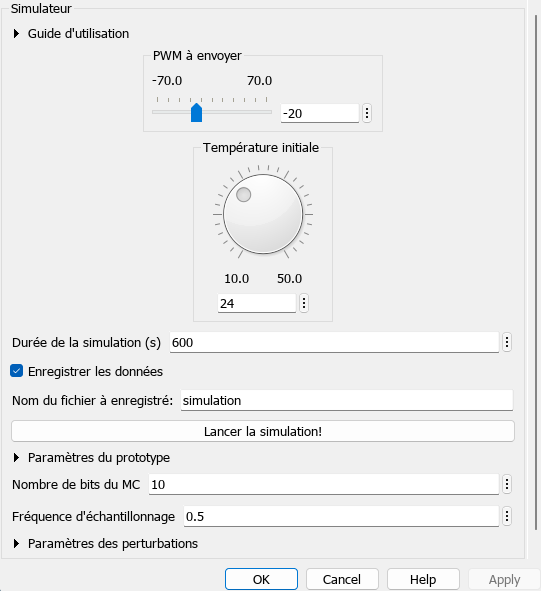 Simulateur
Guide d'utilisation
PWM à envoyer
-70.0 70.0
-20
Température initiale
10.0 50.0
24
Durée de la simulation (s) 600
Enregistrer les données
Nom du fichier à enregistré: simulation
Lancer la simulation!
Paramètres du prototype
Nombre de bits du MC 10
Fréquence d'échantillonnage 0.5
Paramètres des perturbations
OK Cancel Help Apply